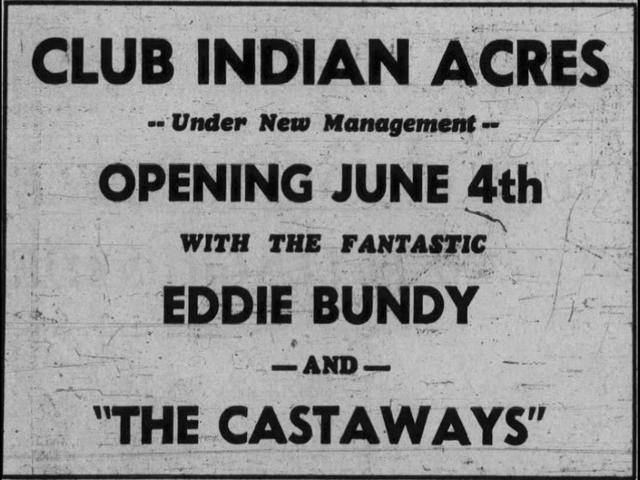 CLUB INDIAN ACRES
-- Under New Management --
OPENING JUNE 4th
WITH THE FANTASTIC
EDDIE BUNDY
— AND —
"THE CASTAWAYS"